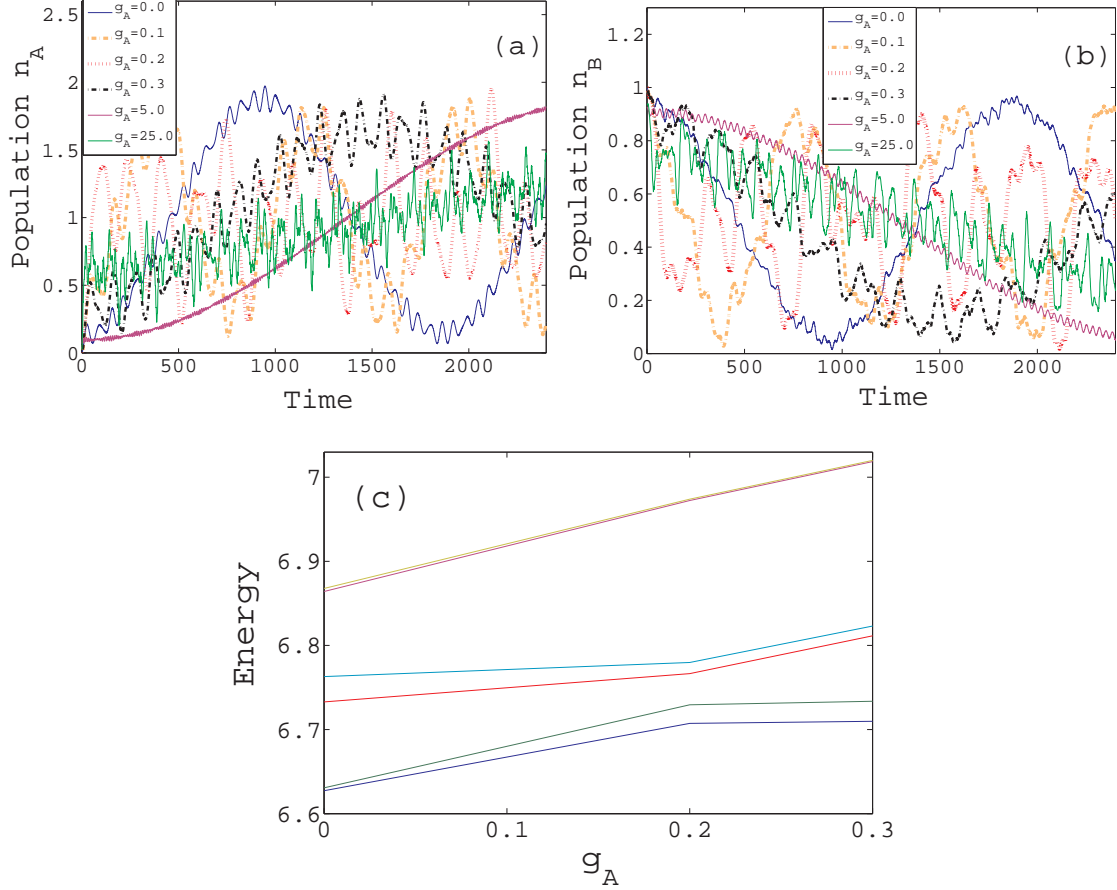 2.5
2
1.5
1
0.5
0
Population n_A
g_A=0.0
g_A=0.1
g_A=0.2
g_A=0.3
g_A=5.0
g_A=25.0
(a)
0 500 1000 1500 2000
Time
1.2
1
0.8
0.6
0.4
0.2
0
Population n_B
g_A=0.0
g_A=0.1
g_A=0.2
g_A=0.3
g_A=5.0
g_A=25.0
(b)
0 500 1000 1500 2000
Time
7
6.9
6.8
6.7
6.6
Energy
(c)
0 0.1 0.2 0.3
g_A